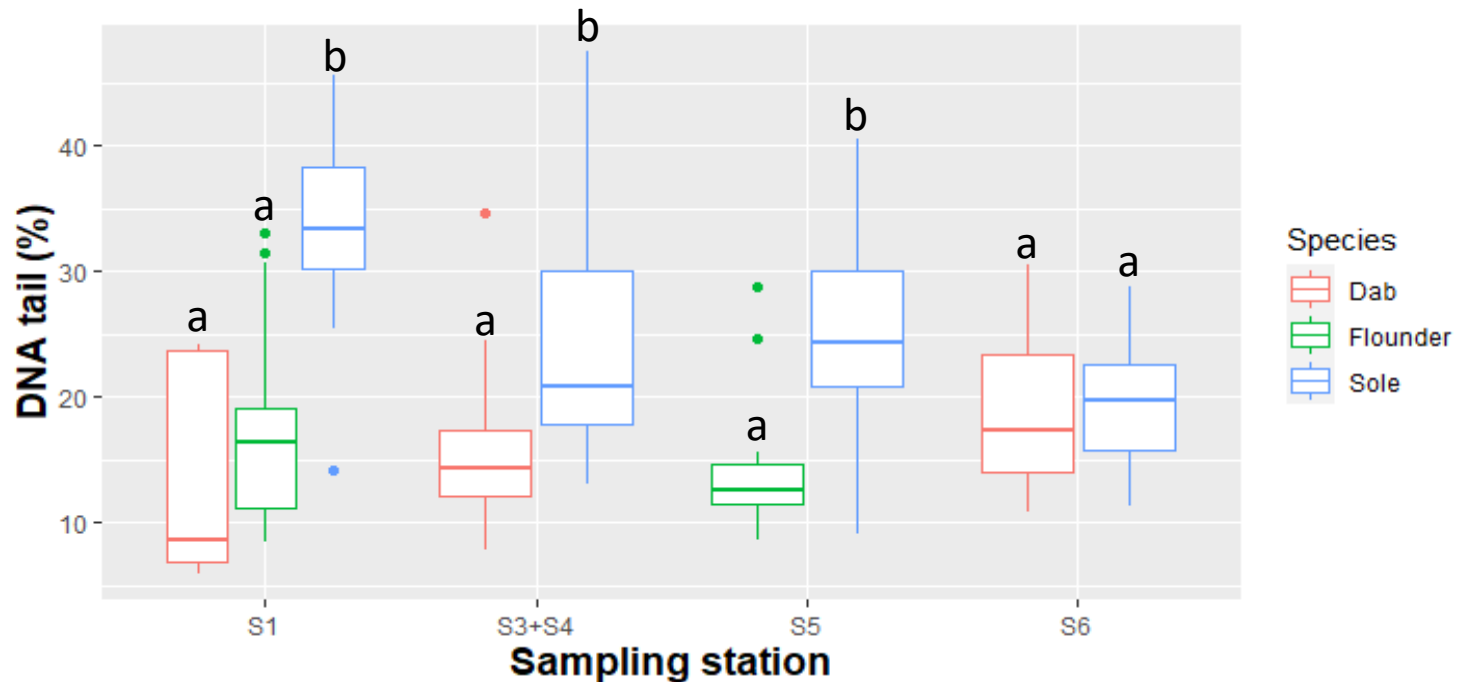 b
b
b
a
a
a
a
a
a
40
30
20
10
DNA tail (%)
S1
S3+S4
S5
S6
Sampling station
Species
Dab
Flounder
Sole